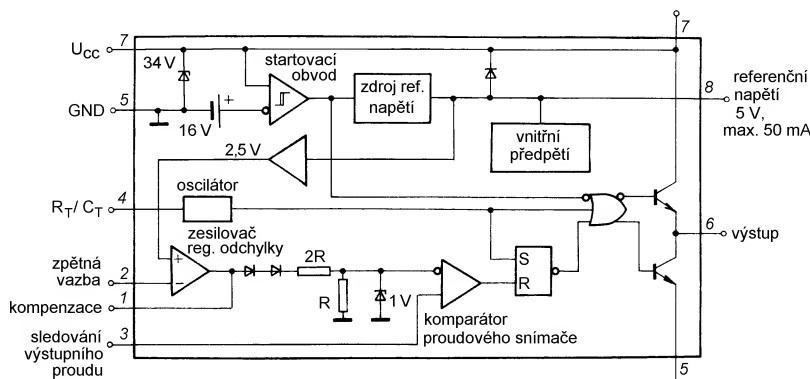 7
U_CC 7
34 V
startovací
obvod
zdroj ref.
napětí
8
referenční
napětí
5 V,
max. 50 mA
GND 5
+
16 V
vnitřní
předpětí
2,5 V
R_T/ C_T 4
oscilátor
zesilovač
reg. odchylky
6
výstup
zpětná
vazba
2
+
−
2R
R
1 V
S
R
kompenzace 1
komparátor
proudového snímače
sledování
výstupního
proudu
3
5